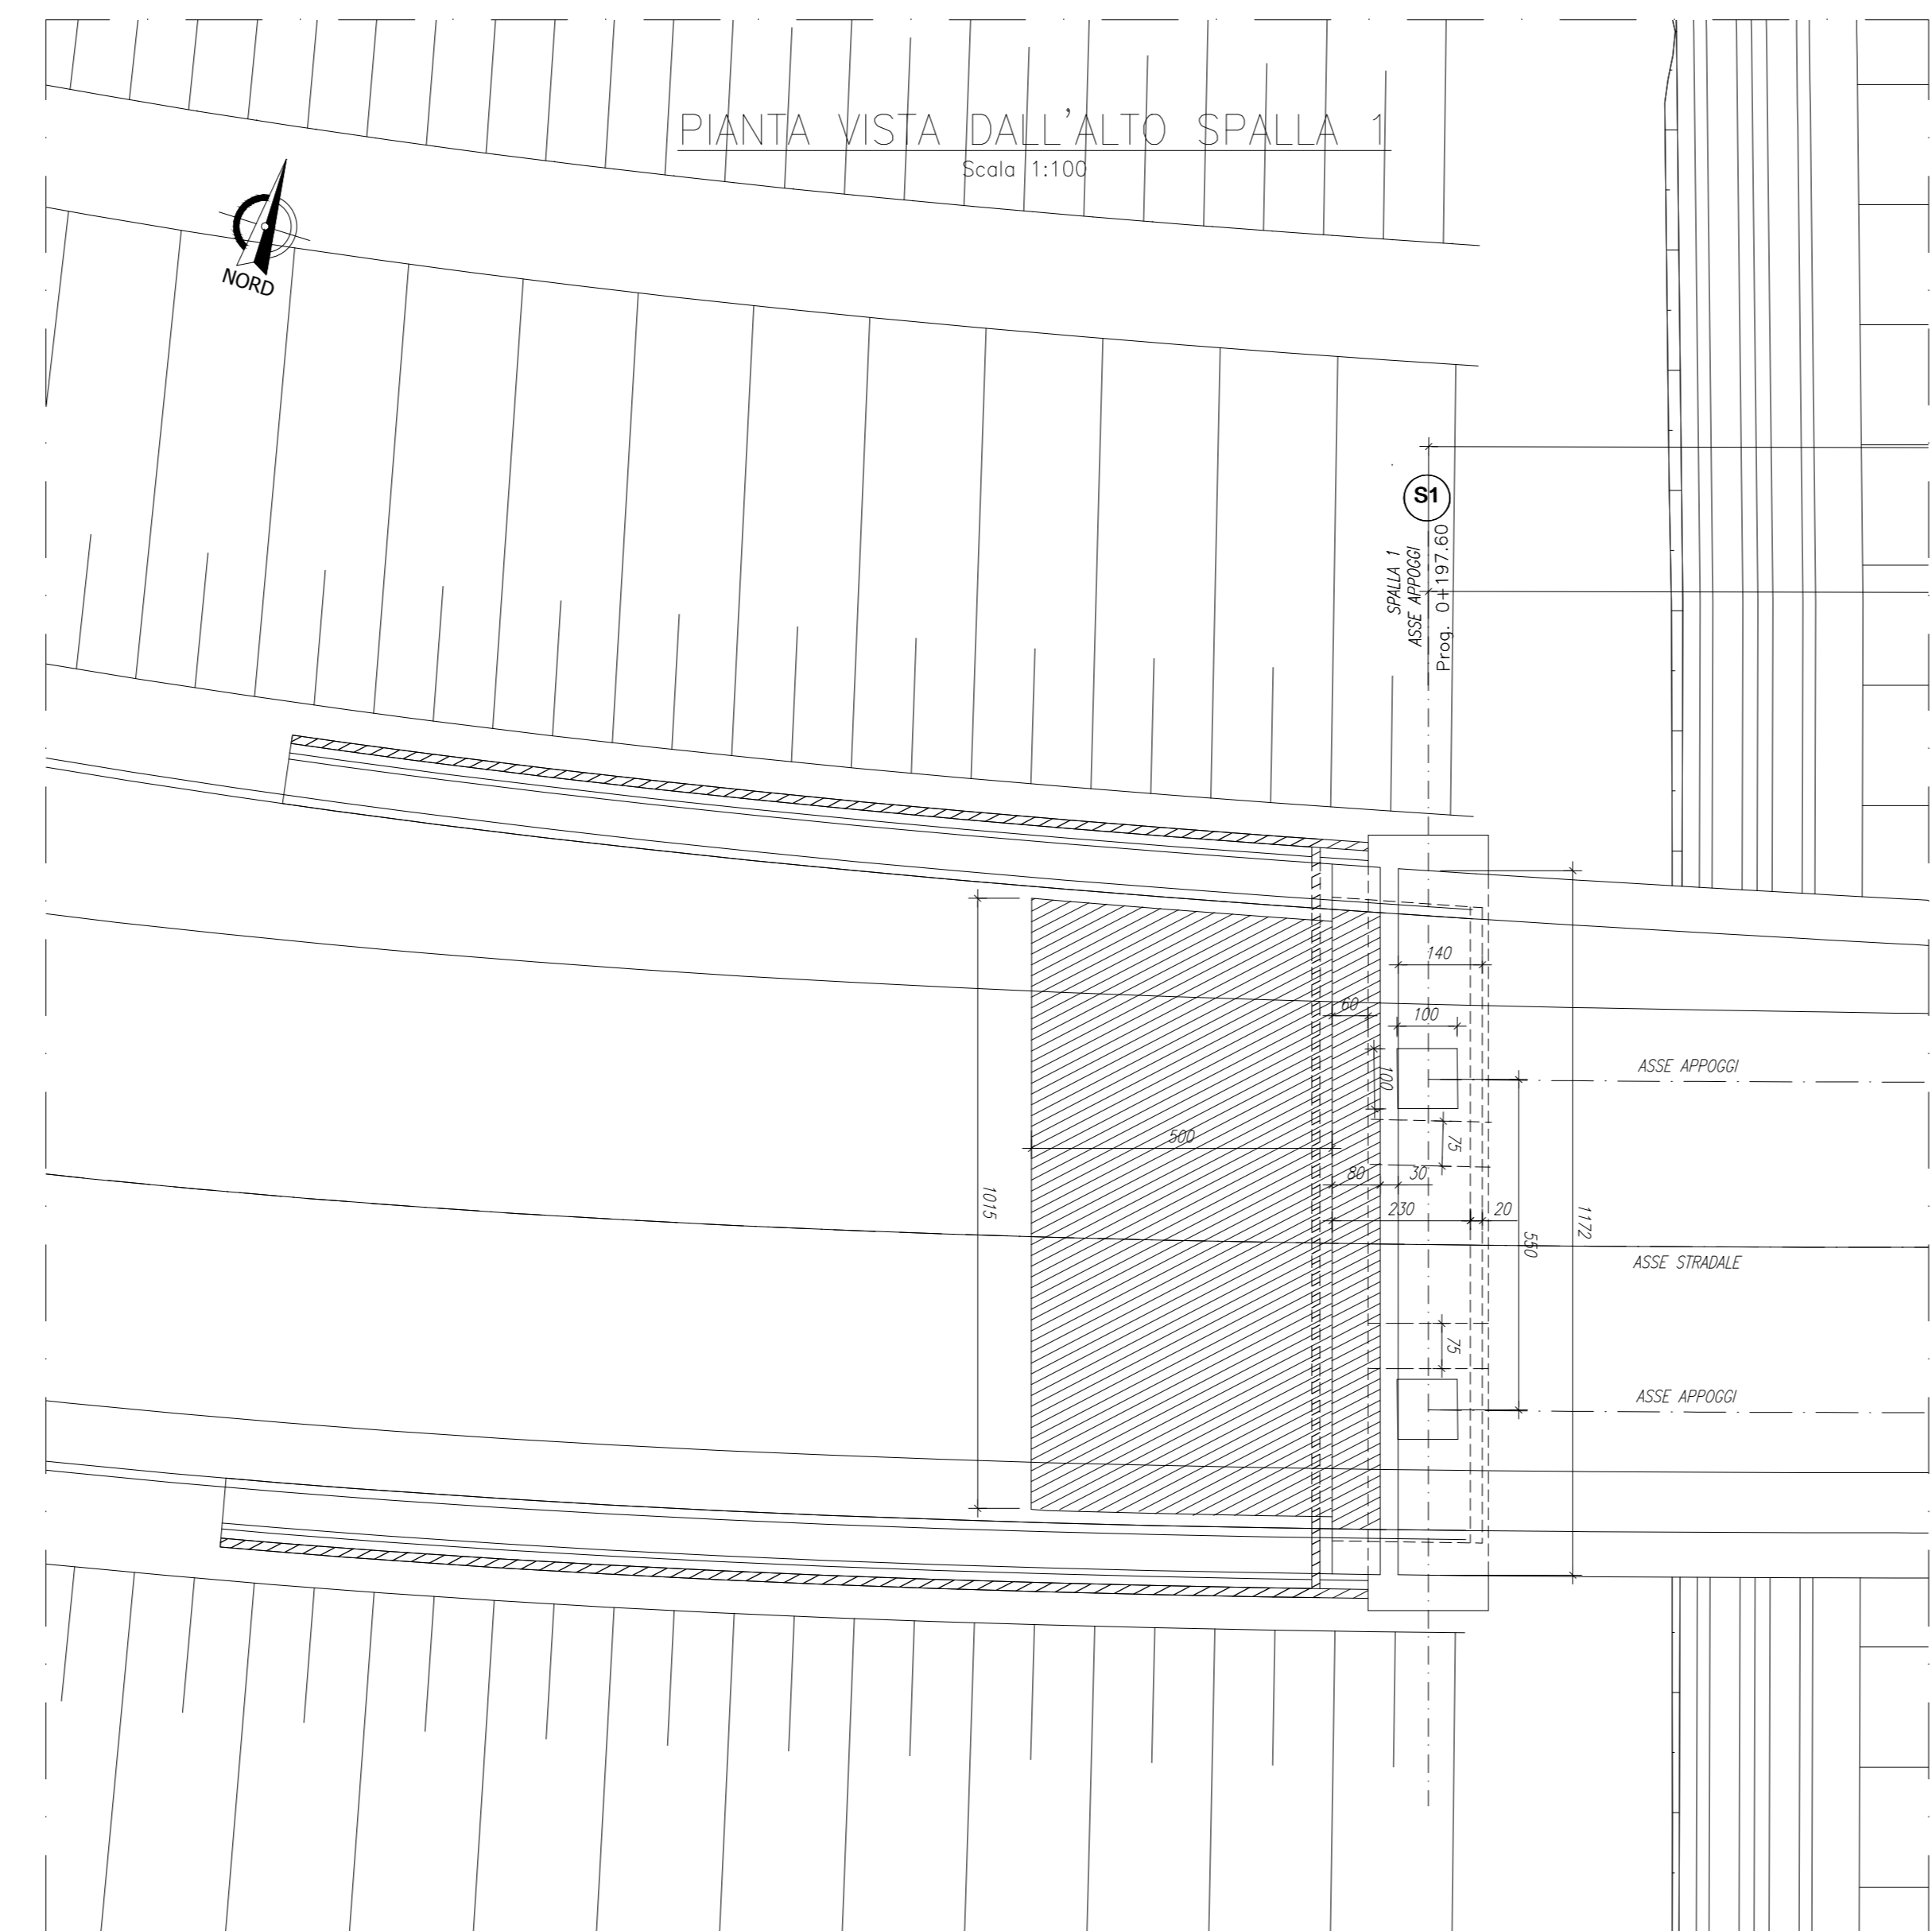 PIANTA VISTA DALL'ALTO SPALLA 1
Scala 1:100
NORD
S1
SPALLA 1
ASSE APPOGGI
Prog. 0+197.60
140
60
100
100
ASSE APPOGGI
500
75
80
30
1015
230
20
1172
550
ASSE STRADALE
75
ASSE APPOGGI